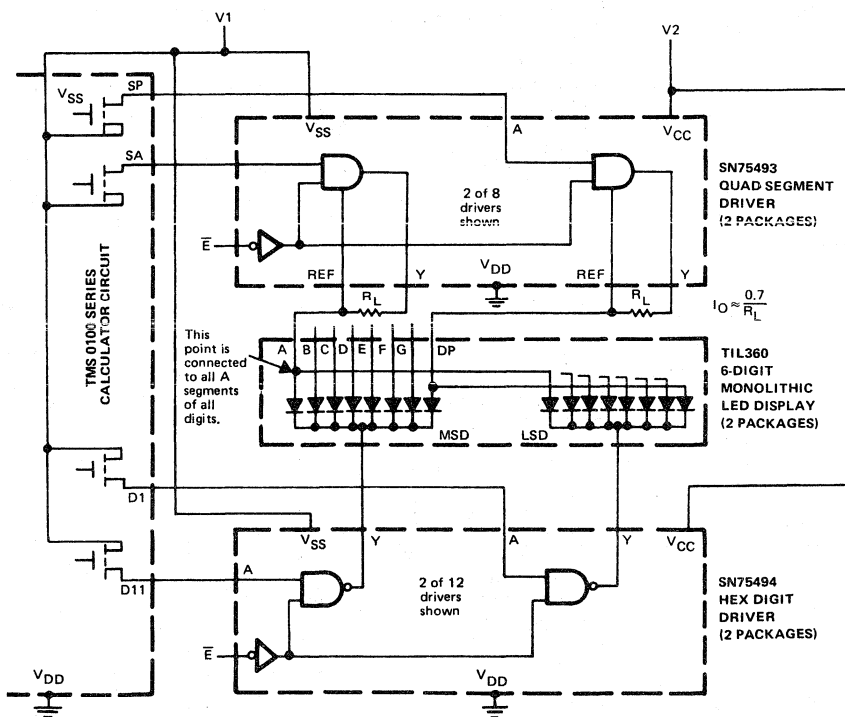 V1
V2
SP
VSS
SA
VSS
A
VCC
SN75493
QUAD SEGMENT
DRIVER
(2 PACKAGES)
2 of 8
drivers
shown
E
VDD
REF
Y
REF
Y
RL
RL
IO ≈ 0.7
RL
TMS 0100 SERIES
CALCULATOR CIRCUIT
This
point is
connected
to all A
segments
of all
digits.
A
B
C
D
E
F
G
DP
TIL360
6-DIGIT
MONOLITHIC
LED DISPLAY
(2 PACKAGES)
MSD
LSD
D1
VSS
Y
A
Y
VCC
D11
A
2 of 12
drivers
shown
SN75494
HEX DIGIT
DRIVER
(2 PACKAGES)
E
VDD
VDD